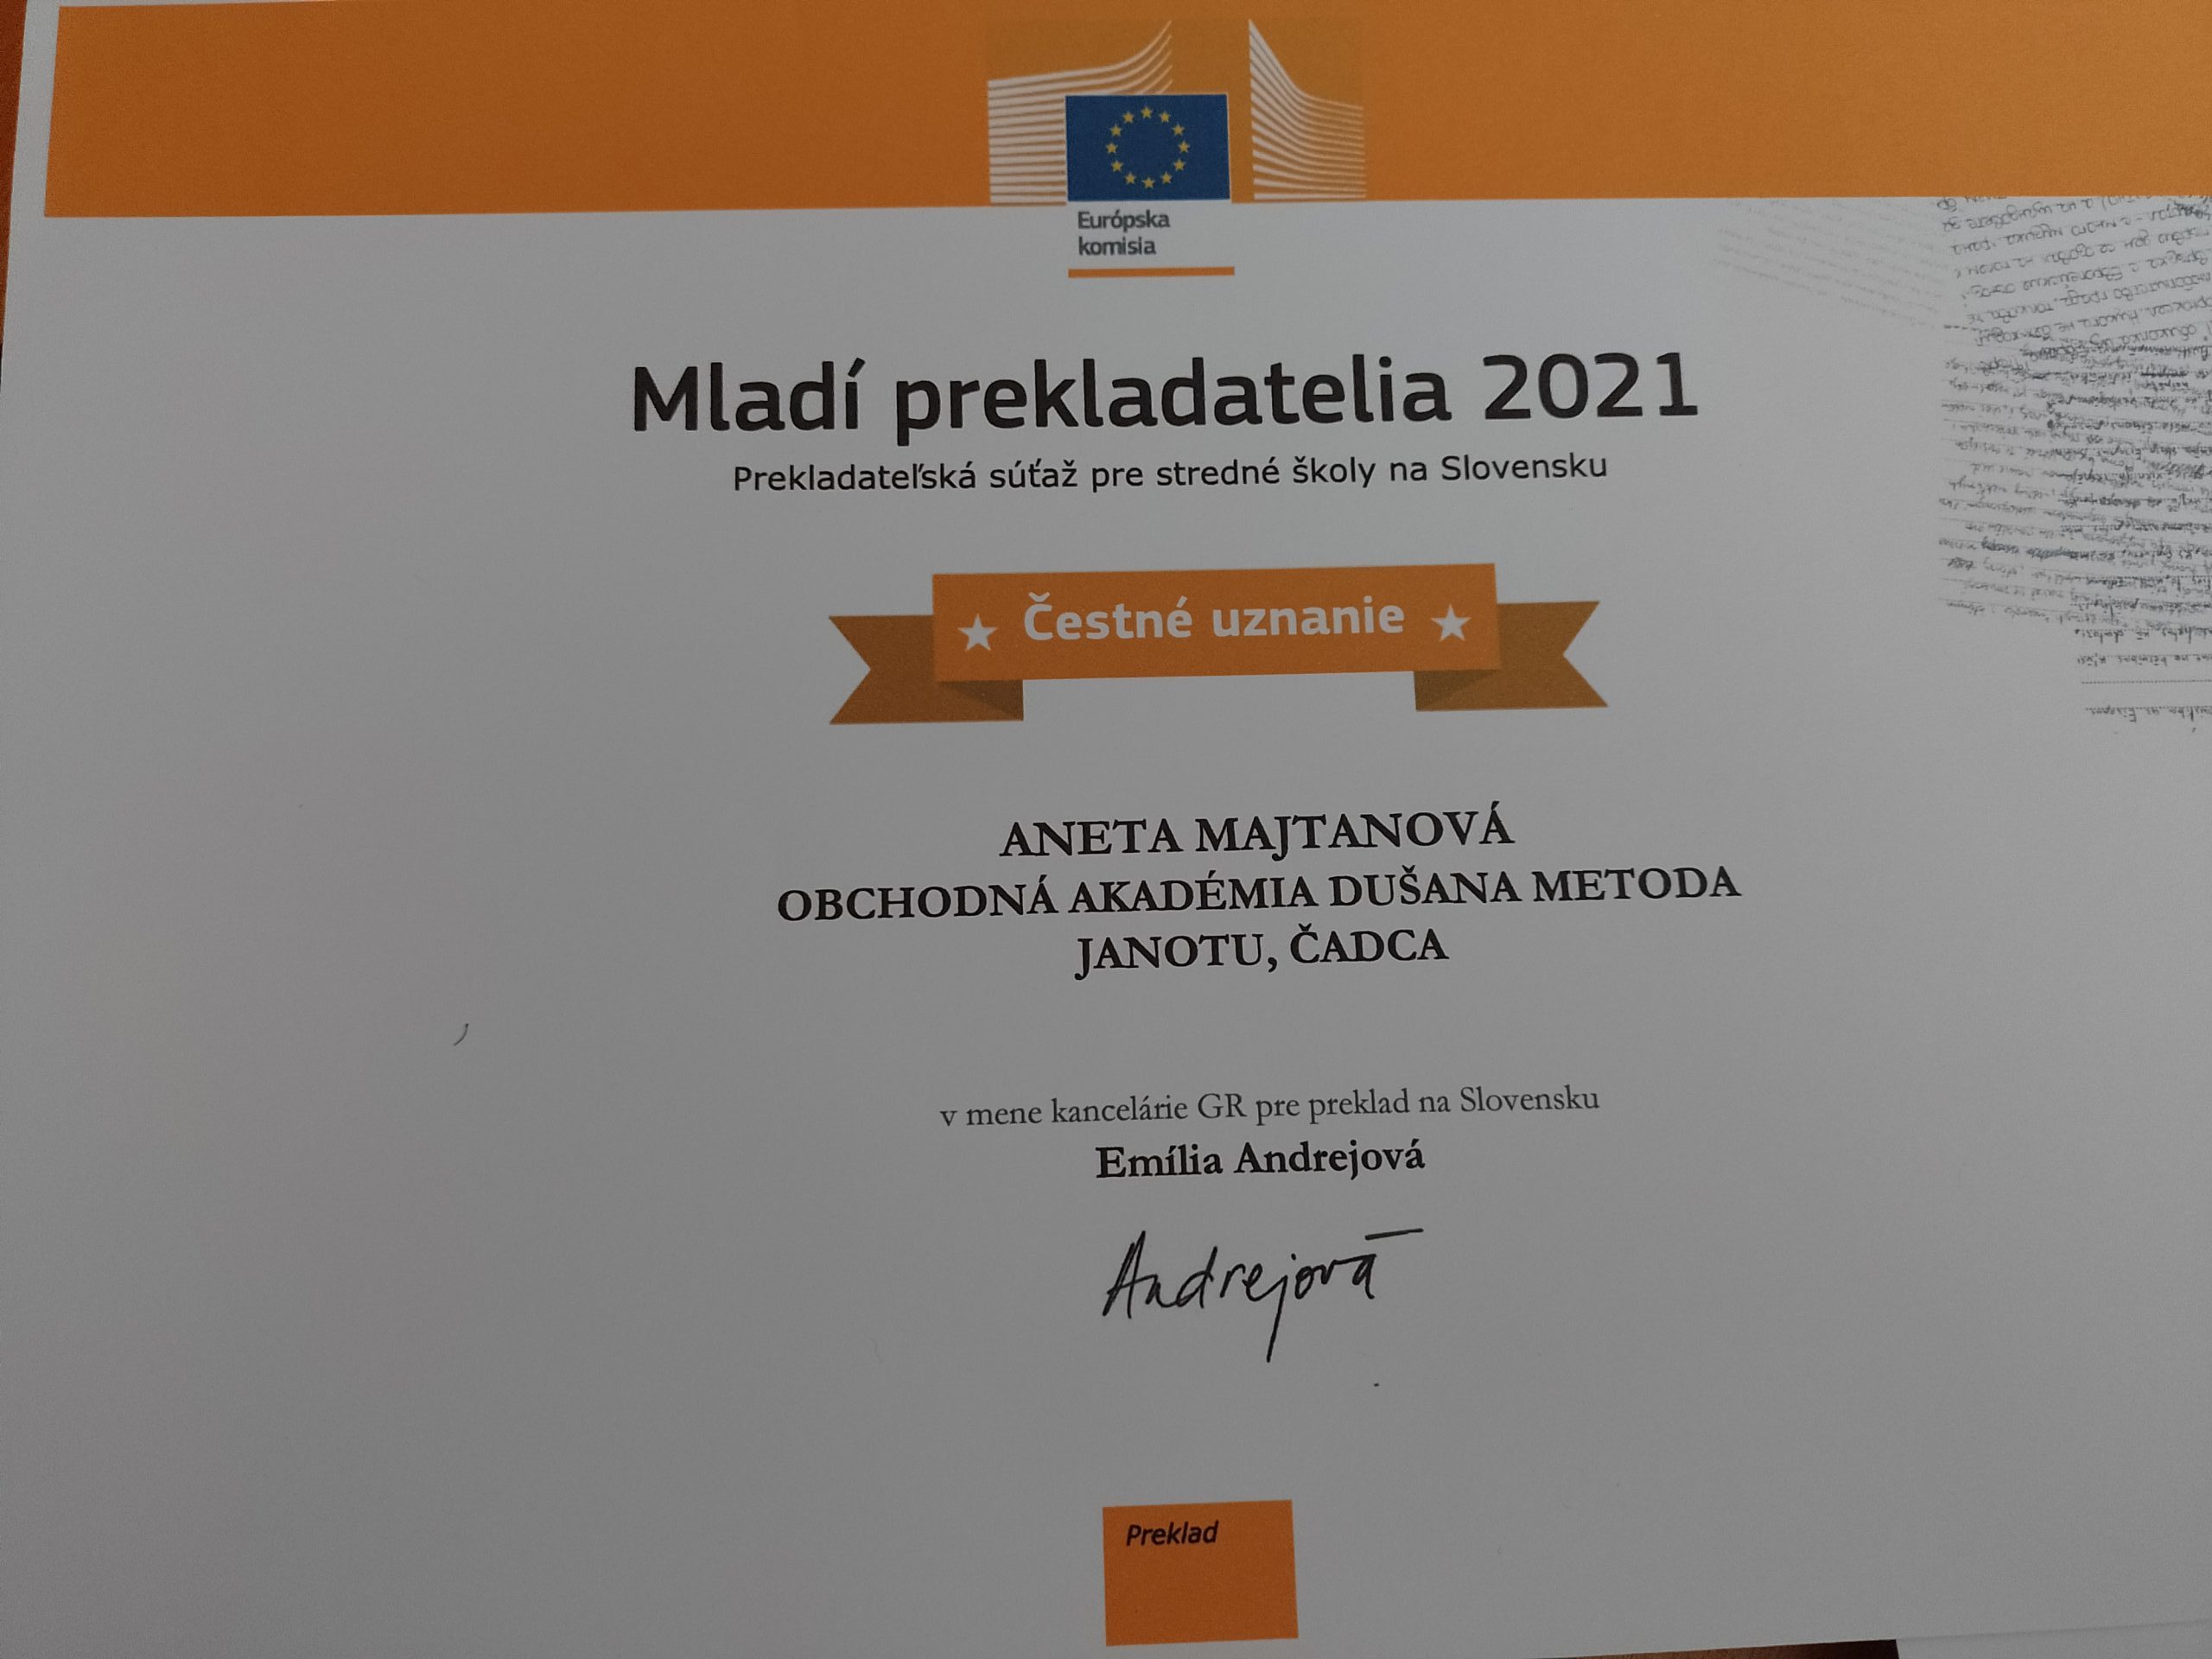 Európska
komisia
Mladí prekladatelia 2021
Prekladateľská súťaž pre stredné školy na Slovensku
Čestné uznanie
ANETA MAJTANOVÁ
OBCHODNÁ AKADÉMIA DUŠANA METODA
JANOTU, ČADCA
v mene kancelárie GR pre preklad na Slovensku
Emília Andrejová
Andrejová
Preklad